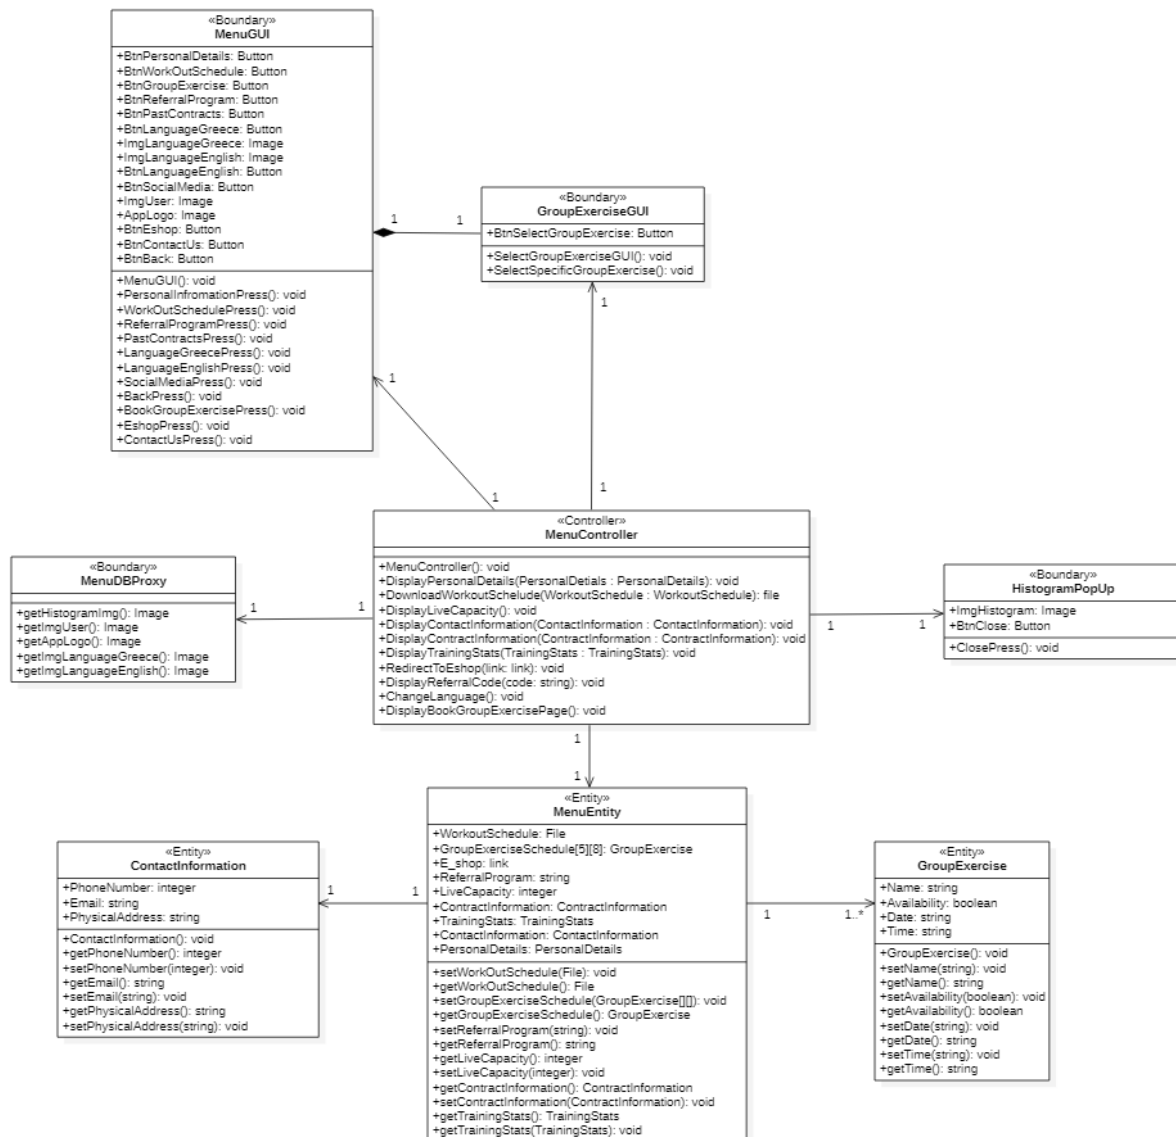 «Boundary»
MenuGUI
+BtnPersonalDetails: Button
+BtnWorkOutSchedule: Button
+BtnGroupExercise: Button
+BtnReferralProgram: Button
+BtnPastContracts: Button
+BtnLanguageGreece: Button
+ImgLanguageGreece: Image
+ImgLanguageEnglish: Image
+BtnLanguageEnglish: Button
+BtnSocialMedia: Button
+ImgUser: Image
+AppLogo: Image
+BtnEshop: Button
+BtnContactUs: Button
+BtnBack: Button
+MenuGUI(): void
+PersonalInfromationPress(): void
+WorkOutSchedulePress(): void
+ReferralProgramPress(): void
+PastContractsPress(): void
+LanguageGreecePress(): void
+LanguageEnglishPress(): void
+SocialMediaPress(): void
+BackPress(): void
+BookGroupExercisePress(): void
+EshopPress(): void
+ContactUsPress(): void
1
1
«Boundary»
GroupExerciseGUI
+BtnSelectGroupExercise: Button
+SelectGroupExerciseGUI(): void
+SelectSpecificGroupExercise(): void
1
1
1
1
«Controller»
MenuController
+MenuController(): void
+DisplayPersonalDetails(PersonalDetials : PersonalDetails): void
+DownloadWorkoutSchelude(WorkoutSchedule : WorkoutSchedule): file
+DisplayLiveCapacity(): void
+DisplayContactInformation(ContactInformation : ContactInformation): void
+DisplayContractInformation(ContractInformation : ContractInformation): void
+DisplayTrainingStats(TrainingStats : TrainingStats): void
+RedirectToEshop(link: link): void
+DisplayReferralCode(code: string): void
+ChangeLanguage(): void
+DisplayBookGroupExercisePage(): void
«Boundary»
MenuDBProxy
+getHistogramImg(): Image
+getImgUser(): Image
+getAppLogo(): Image
+getImgLanguageGreece(): Image
+getImgLanguageEnglish(): Image
1
1
1
1
«Boundary»
HistogramPopUp
+ImgHistogram: Image
+BtnClose: Button
+ClosePress(): void
1
1
«Entity»
MenuEntity
+WorkoutSchedule: File
+GroupExerciseSchedule[5][8]: GroupExercise
+E_shop: link
+ReferralProgram: string
+LiveCapacity: integer
+ContractInformation: ContractInformation
+TrainingStats: TrainingStats
+ContactInformation: ContactInformation
+PersonalDetails: PersonalDetails
+setWorkOutSchedule(File): void
+getWorkOutSchedule(): File
+setGroupExerciseSchedule(GroupExercise[][]): void
+getGroupExerciseSchedule(): GroupExercise
+setReferralProgram(string): void
+getReferralProgram(): string
+getLiveCapacity(): integer
+setLiveCapacity(integer): void
+getContractInformation(): ContractInformation
+setContractInformation(ContractInformation): void
+getTrainingStats(): TrainingStats
+getTrainingStats(TrainingStats): void
«Entity»
ContactInformation
+PhoneNumber: integer
+Email: string
+PhysicalAddress: string
+ContactInformation(): void
+getPhoneNumber(): integer
+setPhoneNumber(integer): void
+getEmail(): string
+setEmail(string): void
+getPhysicalAddress(): string
+setPhysicalAddress(string): void
1
1
1
1..*
«Entity»
GroupExercise
+Name: string
+Availability: boolean
+Date: string
+Time: string
+GroupExercise(): void
+setName(string): void
+getName(): string
+setAvailability(boolean): void
+getAvailability(): boolean
+setDate(string): void
+getDate(): string
+setTime(string): void
+getTime(): string